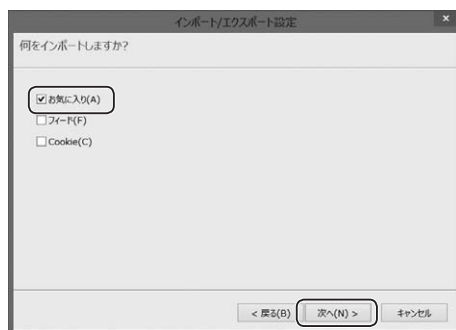 インポート/エクスポート設定
何をインポートしますか?
お気に入り(A)
フィード(F)
Cookie(C)
< 戻る(B) 次へ(N) > キャンセル